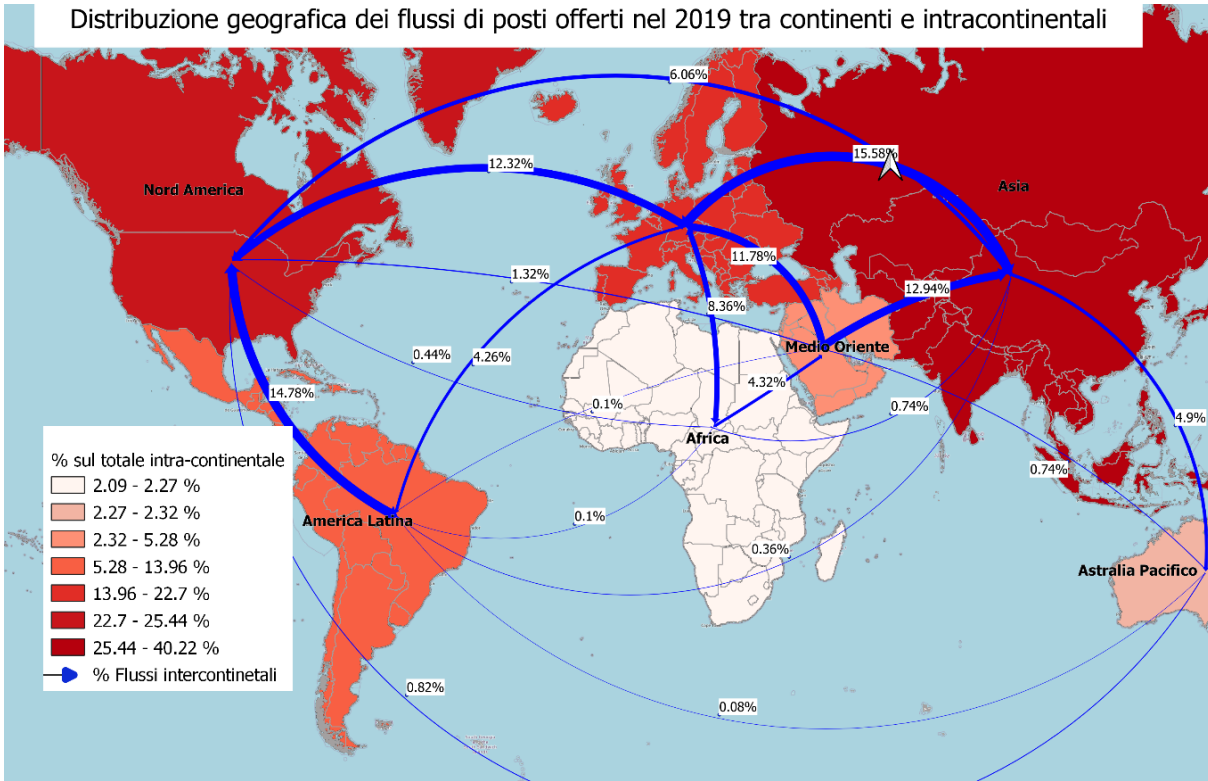 Distribuzione geografica dei flussi di posti offerti nel 2019 tra continenti e intracontinentali
6.06%
12.32%
15.58%
Nord America
Asia
11.78%
1.32%
12.94%
8.36%
Medio Oriente
0.44%
4.26%
4.32%
14.78%
0.1%
0.74%
4.9%
Africa
% sul totale intra-continentale
2.09 - 2.27 %
2.27 - 2.32 %
2.32 - 5.28 %
5.28 - 13.96 %
13.96 - 22.7 %
22.7 - 25.44 %
25.44 - 40.22 %
% Flussi intercontinetali
0.74%
America Latina
0.1%
0.36%
Astralia Pacifico
0.82%
0.08%